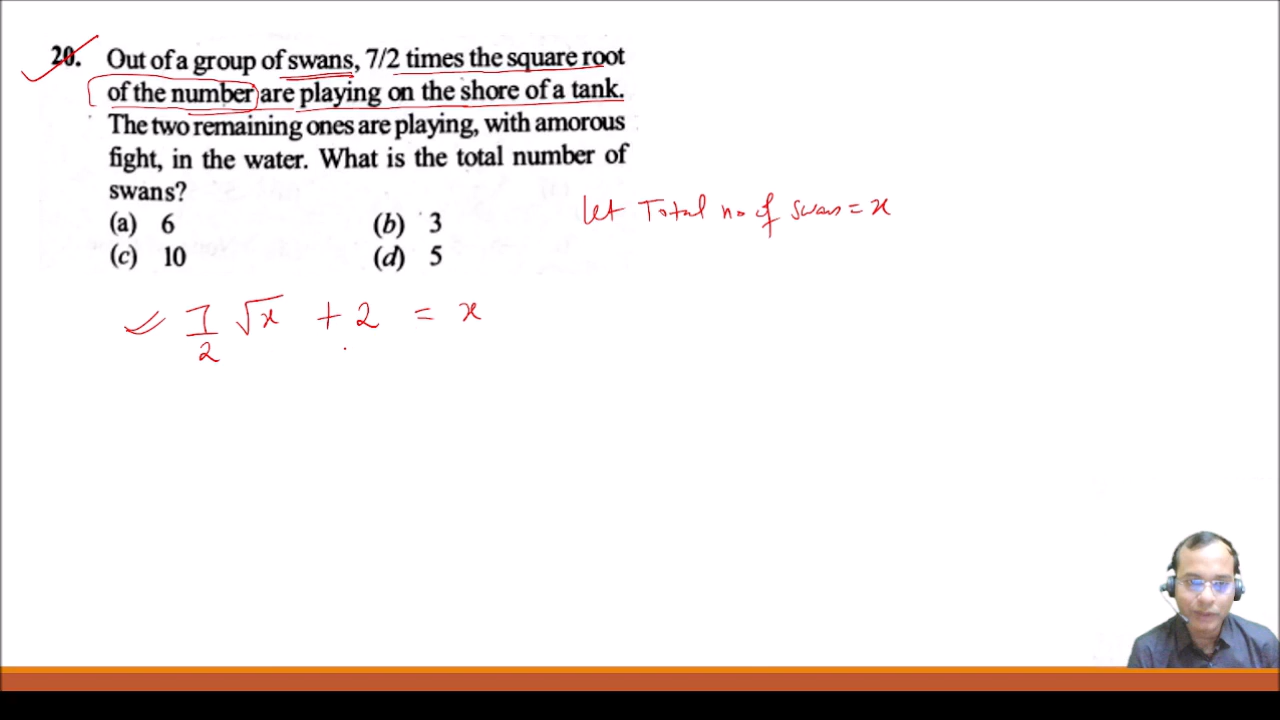 20. Out of a group of swans, 7/2 times the square root
of the number are playing on the shore of a tank.
The two remaining ones are playing, with amorous
fight, in the water. What is the total number of
swans?
let Total no of swan = x
(a) 6 (b) 3
(c) 10 (d) 5
7/2 √x + 2 = x